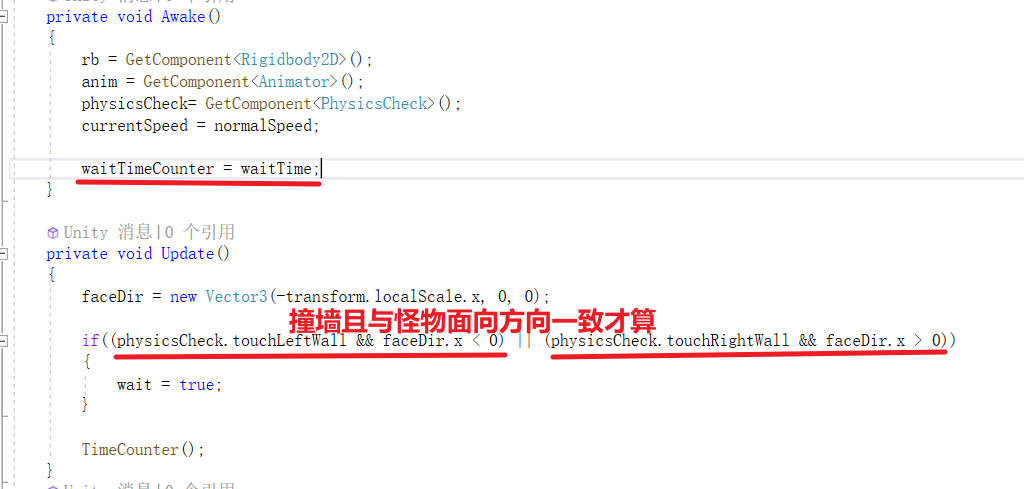 private void Awake()
{
rb = GetComponent<Rigidbody2D>();
anim = GetComponent<Animator>();
physicsCheck= GetComponent<PhysicsCheck>();
currentSpeed = normalSpeed;
waitTimeCounter = waitTime;
}
Unity 消息|0 个引用
private void Update()
{
faceDir = new Vector3(-transform.localScale.x, 0, 0);
撞墙且与怪物面向方向一致才算
if((physicsCheck.touchLeftWall && faceDir.x < 0) || (physicsCheck.touchRightWall && faceDir.x > 0))
{
wait = true;
}
TimeCounter();
}